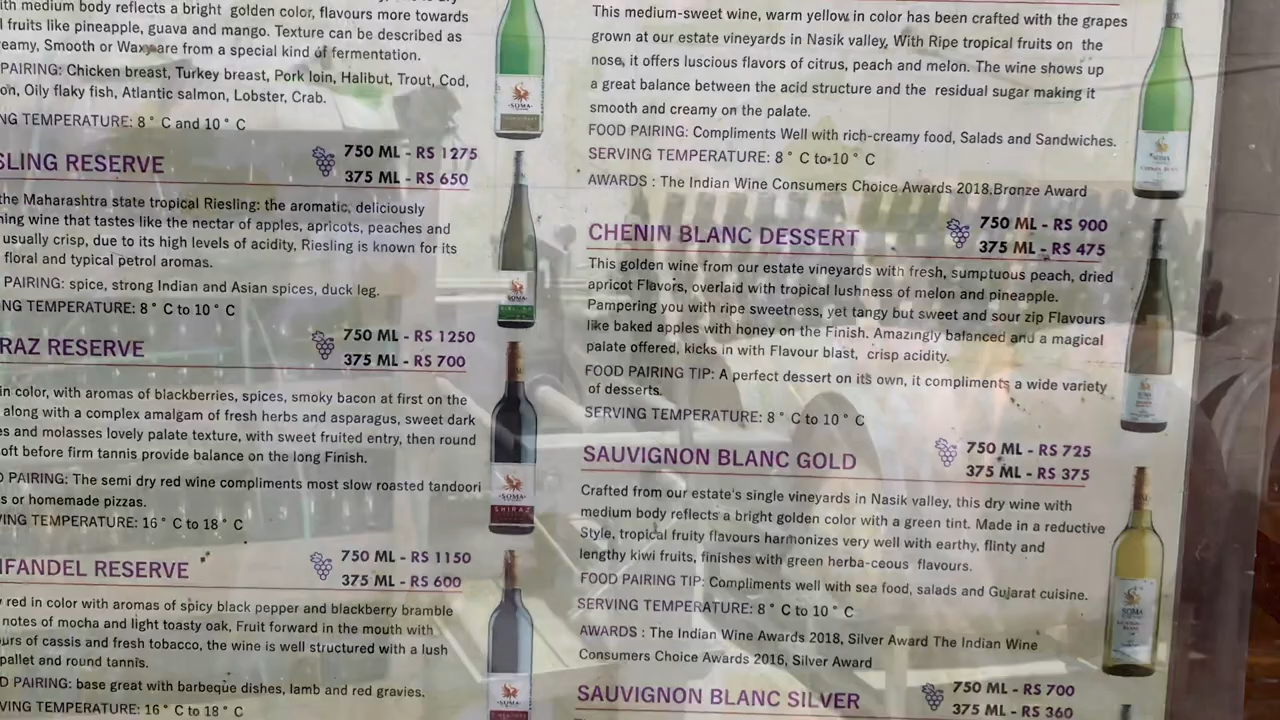 ith medium body reflects a bright golden color, flavours more towards
l fruits like pineapple, guava and mango. Texture can be described as
eamy, Smooth or Waxy are from a special kind of fermentation.
PAIRING: Chicken breast, Turkey breast, Pork loin, Halibut, Trout, Cod,
on, Oily flaky fish, Atlantic salmon, Lobster, Crab.
NG TEMPERATURE: 8° C and 10° C
SLING RESERVE
750 ML - RS 1275
375 ML - RS 650
the Maharashtra state tropical Riesling: the aromatic, deliciously
ning wine that tastes like the nectar of apples, apricots, peaches and
usually crisp, due to its high levels of acidity, Riesling is known for its
floral and typical petrol aromas.
PAIRING: spice, strong Indian and Asian spices, duck leg.
NG TEMPERATURE: 8° C to 10° C
RAZ RESERVE
750 ML - RS 1250
375 ML - RS 700
in color, with aromas of blackberries, spices, smoky bacon at first on the
along with a complex amalgam of fresh herbs and asparagus, sweet dark
es and molasses lovely palate texture, with sweet fruited entry, then round
oft before firm tannis provide balance on the long Finish.
D PAIRING: The semi dry red wine compliments most slow roasted tandoori
s or homemade pizzas.
VING TEMPERATURE: 16° C to 18° C
IFANDEL RESERVE
750 ML - RS 1150
375 ML - RS 600
y red in color with aromas of spicy black pepper and blackberry bramble
notes of mocha and light toasty oak, Fruit forward in the mouth with
ours of cassis and fresh tobacco, the wine is well structured with a lush
pallet and round tannis.
D PAIRING: base great with barbeque dishes, lamb and red gravies.
VING TEMPERATURE: 16° C to 18° C
SOMA
SOMA
SOMA
SHIRAZ
SOMA
This medium-sweet wine, warm yellow in color has been crafted with the grapes
grown at our estate vineyards in Nasik valley, With Ripe tropical fruits on the
nose, it offers luscious flavors of citrus, peach and melon. The wine shows up
a great balance between the acid structure and the residual sugar making it
smooth and creamy on the palate.
FOOD PAIRING: Compliments Well with rich-creamy food, Salads and Sandwiches.
SERVING TEMPERATURE: 8° C to 10° C
AWARDS : The Indian Wine Consumers Choice Awards 2018,Bronze Award
CHENIN BLANC DESSERT
750 ML - RS 900
375 ML - RS 475
This golden wine from our estate vineyards with fresh, sumptuous peach, dried
apricot Flavors, overlaid with tropical lushness of melon and pineapple.
Pampering you with ripe sweetness, yet tangy but sweet and sour zip Flavours
like baked apples with honey on the Finish. Amazingly balanced and a magical
palate offered, kicks in with Flavour blast, crisp acidity.
FOOD PAIRING TIP: A perfect dessert on its own, it compliments a wide variety
of desserts.
SERVING TEMPERATURE: 8° C to 10° C
SAUVIGNON BLANC GOLD
750 ML - RS 725
375 ML - RS 375
Crafted from our estate's single vineyards in Nasik valley, this dry wine with
medium body reflects a bright golden color with a green tint. Made in a reductive
Style, tropical fruity flavours harmonizes very well with earthy, flinty and
lengthy kiwi fruits, finishes with green herba-ceous flavours.
FOOD PAIRING TIP: Compliments well with sea food, salads and Gujarat cuisine.
SERVING TEMPERATURE: 8° C to 10° C
AWARDS : The Indian Wine Awards 2018, Silver Award The Indian Wine
Consumers Choice Awards 2016, Silver Award
SAUVIGNON BLANC SILVER
750 ML - RS 700
375 ML - RS 360
SOMA